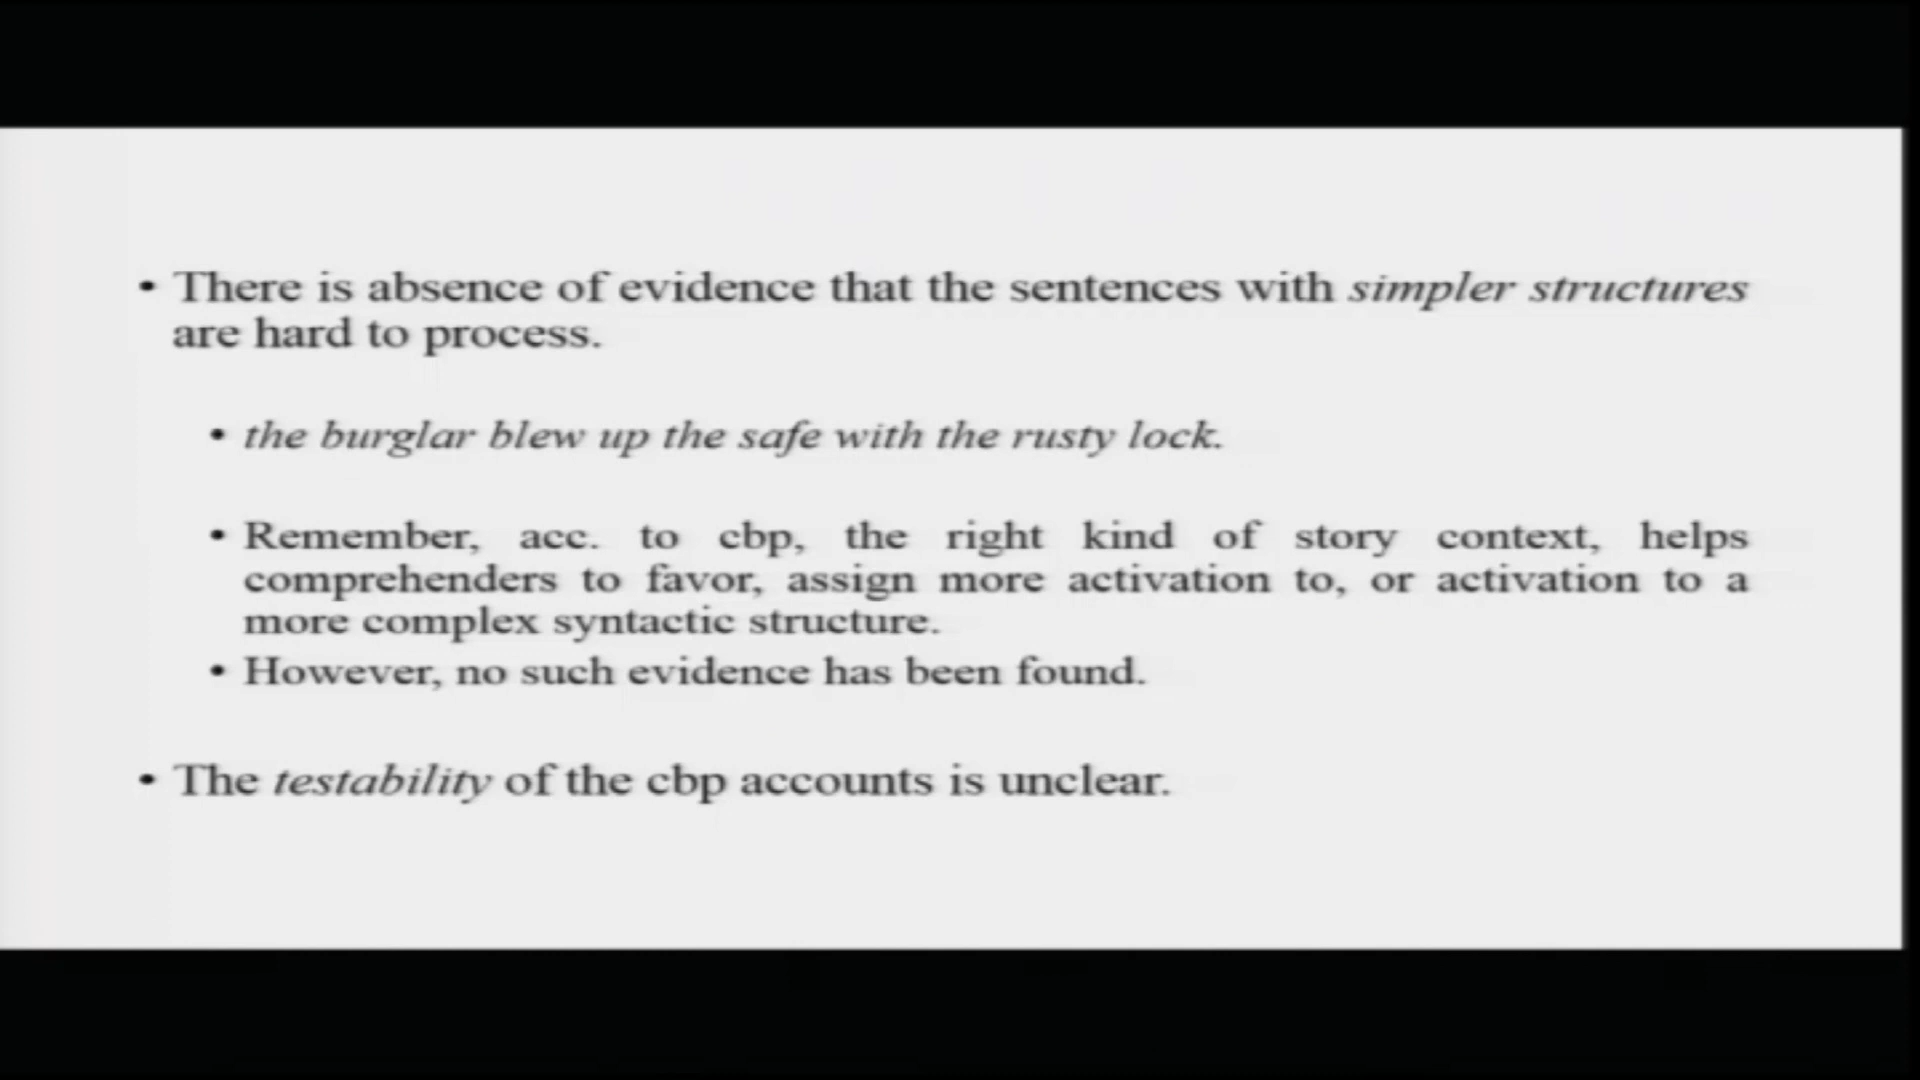 • There is absence of evidence that the sentences with simpler structures
are hard to process.
• the burglar blew up the safe with the rusty lock.
• Remember, acc. to cbp, the right kind of story context, helps
comprehenders to favor, assign more activation to, or activation to a
more complex syntactic structure.
• However, no such evidence has been found.
• The testability of the cbp accounts is unclear.